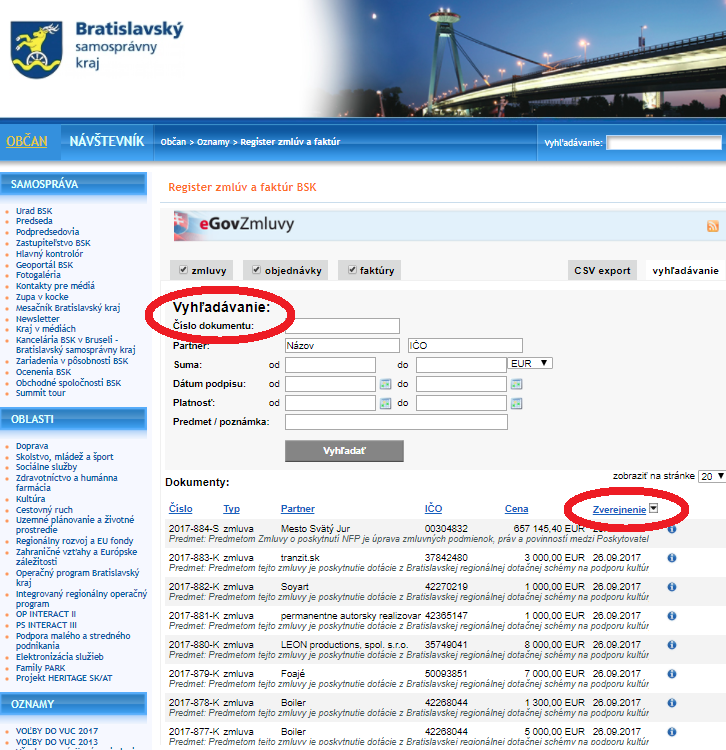 Bratislavský
samosprávny
kraj
OBČAN NÁVŠTEVNÍK Občan > Oznamy > Register zmlúv a faktúr Vyhľadávanie:
SAMOSPRÁVA
Urad BSK
Predseda
Podpredsedovia
Zastupiteľstvo BSK
Hlavný kontrolór
Geoportál BSK
Fotogaléria
Kontakty pre médiá
Zupa v kocke
Mesačník Bratislavský kraj
Newsletter
Kraj v médiách
Kancelária BSK v Bruseli -
Bratislavský samosprávny kraj
Zariadenia v pôsobnosti BSK
Ocenenia BSK
Obchodné spoločnosti BSK
Summit tour
OBLASTI
Doprava
Skolstvo, mládež a šport
Sociálne služby
Zdravotníctvo a humánna
farmácia
Kultúra
Cestovný ruch
Uzemné plánovanie a životné
prostredie
Regionálny rozvoj a EU fondy
Zahraničné vzťahy a Európske
záležitosti
Operačný program Bratislavský
kraj
Integrovaný regionálny operačný
program
OP INTERACT II
PS INTERACT III
Podpora malého a stredného
podnikania
Elektronizácia služieb
Family PARK
Projekt HERITAGE SK/AT
OZNAMY
VOĽBY DO VUC 2017
VOĽBY DO VUC 2013
Register zmlúv a faktúr BSK
eGovZmluvy
zmluvy objednávky faktúry CSV export vyhľadávanie
Vyhľadávanie:
Číslo dokumentu:
Partner: Názov IČO
Suma: od do EUR
Dátum podpisu: od do
Platnosť: od do
Predmet / poznámka:
Vyhľadať
zobraziť na stránke 20
Dokumenty:
Číslo Typ Partner IČO Cena Zverejnenie
2017-884-S zmluva Mesto Svätý Jur 00304832 657 145,40 EUR
Predmet: Predmetom Zmluvy o poskytnutí NFP je úprava zmluvných podmienok, práv a povinností medzi Poskytovateľ
2017-883-K zmluva tranzit.sk 37842480 3 000,00 EUR 26.09.2017
Predmet: Predmetom tejto zmluvy je poskytnutie dotácie z Bratislavskej regionálnej dotačnej schémy na podporu kultúr
2017-882-K zmluva Soyart 42270219 1 000,00 EUR 26.09.2017
Predmet: Predmetom tejto zmluvy je poskytnutie dotácie z Bratislavskej regionálnej dotačnej schémy na podporu kultúr
2017-881-K zmluva permanentne autorsky realizovar 42365147 1 000,00 EUR 26.09.2017
Predmet: Predmetom tejto zmluvy je poskytnutie dotácie z Bratislavskej regionálnej dotačnej schémy na podporu kultúr
2017-880-K zmluva LEON productions, spol. s.r.o. 35749041 8 000,00 EUR 26.09.2017
Predmet: Predmetom tejto zmluvy je poskytnutie dotácie z Bratislavskej regionálnej dotačnej schémy na podporu kultúr
2017-879-K zmluva Foajé 50093851 7 000,00 EUR 26.09.2017
Predmet: Predmetom tejto zmluvy je poskytnutie dotácie z Bratislavskej regionálnej dotačnej schémy na podporu kultúr
2017-878-K zmluva Boiler 42268044 1 300,00 EUR 26.09.2017
Predmet: Predmetom tejto zmluvy je poskytnutie dotácie z Bratislavskej regionálnej dotačnej schémy na podporu kultúr
2017-877-K zmluva Boiler 42268044 5 000,00 EUR 26.09.2017